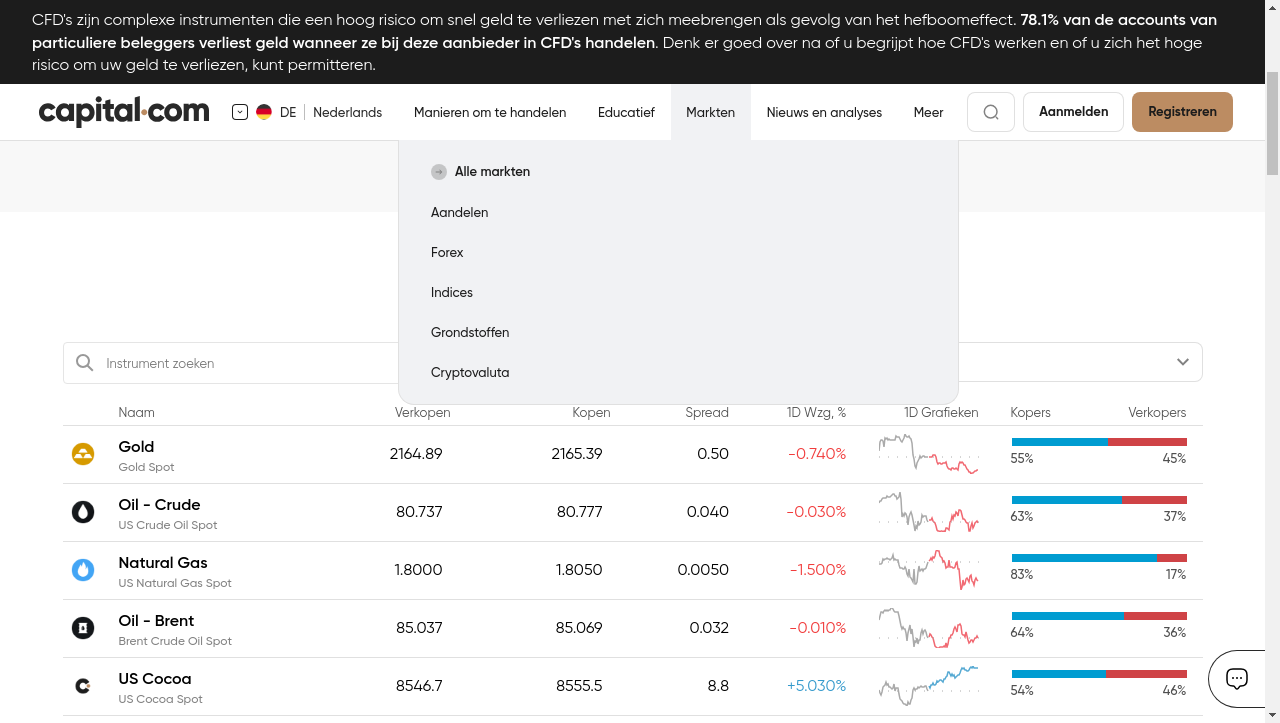 CFD's zijn complexe instrumenten die een hoog risico om snel geld te verliezen met zich meebrengen als gevolg van het hefboomeffect. 78.1% van de accounts van
particuliere beleggers verliest geld wanneer ze bij deze aanbieder in CFD's handelen. Denk er goed over na of u begrijpt hoe CFD's werken en of u zich het hoge
risico om uw geld te verliezen, kunt permitteren.
capital.com DE Nederlands Manieren om te handelen Educatief Markten Nieuws en analyses Meer Aanmelden Registreren
Alle markten
Aandelen
Forex
Indices
Grondstoffen
Cryptovaluta
Instrument zoeken
Naam Verkopen Kopen Spread 1D Wzg, % 1D Grafieken Kopers Verkopers
Gold 2164.89 2165.39 0.50 -0.740%
Gold Spot 55% 45%
Oil - Crude 80.737 80.777 0.040 -0.030%
US Crude Oil Spot 63% 37%
Natural Gas 1.8000 1.8050 0.0050 -1.500%
US Natural Gas Spot 83% 17%
Oil - Brent 85.037 85.069 0.032 -0.010%
Brent Crude Oil Spot 64% 36%
US Cocoa 8546.7 8555.5 8.8 +5.030%
US Cocoa Spot 54% 46%